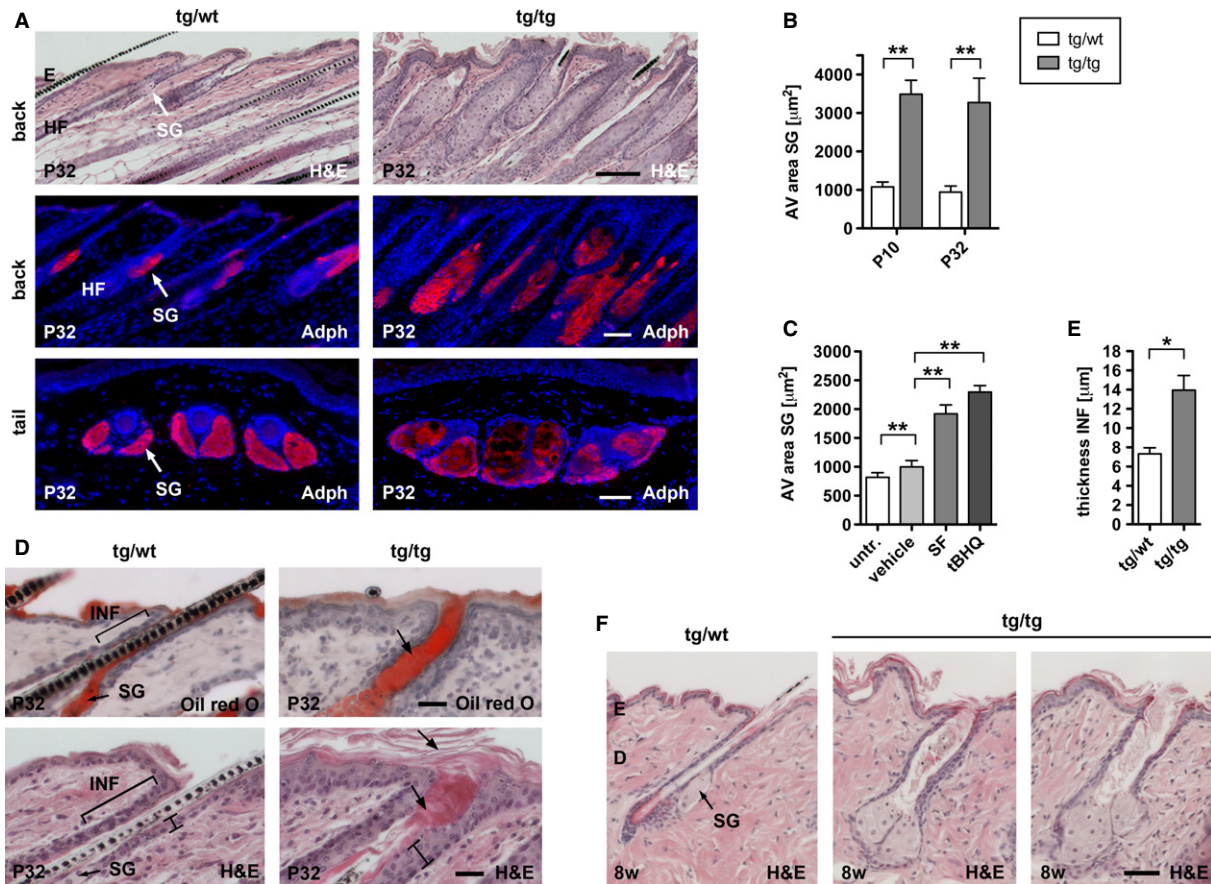 A
tg/wt
tg/tg
back
E
SG
HF
P32
H&E
P32
H&E
back
HF
SG
P32
Adph
P32
Adph
tail
SG
P32
Adph
P32
Adph
B
tg/wt
tg/tg
AV area SG [µm²]
4000
3000
2000
1000
0
** **
P10
P32
C
AV area SG [µm²]
3000
2500
2000
1500
1000
500
0
**
**
**
untr.
vehicle
SF
tBHQ
E
thickness INF [µm]
18
16
14
12
10
8
6
4
2
0
*
tg/wt
tg/tg
D
tg/wt
tg/tg
INF
SG
P32
Oil red O
P32
Oil red O
INF
SG
P32
H&E
P32
H&E
F
tg/wt
tg/tg
E
D
SG
8w
H&E
8w
H&E
8w
H&E